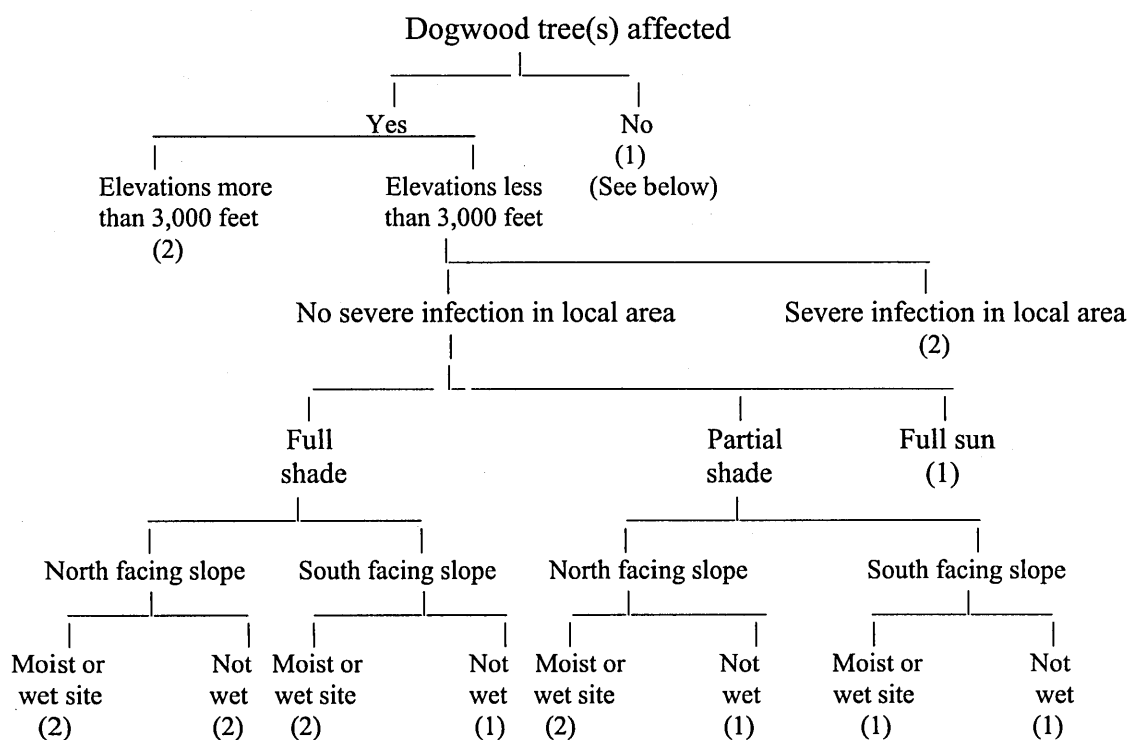 Dogwood tree(s) affected
Yes
No
(1)
(See below)
Elevations more
than 3,000 feet
(2)
Elevations less
than 3,000 feet
No severe infection in local area
Severe infection in local area
(2)
Full
shade
Partial
shade
Full sun
(1)
North facing slope
South facing slope
North facing slope
South facing slope
Moist or
wet site
(2)
Not
wet
(2)
Moist or
wet site
(2)
Not
wet
(1)
Moist or
wet site
(2)
Not
wet
(1)
Moist or
wet site
(1)
Not
wet
(1)